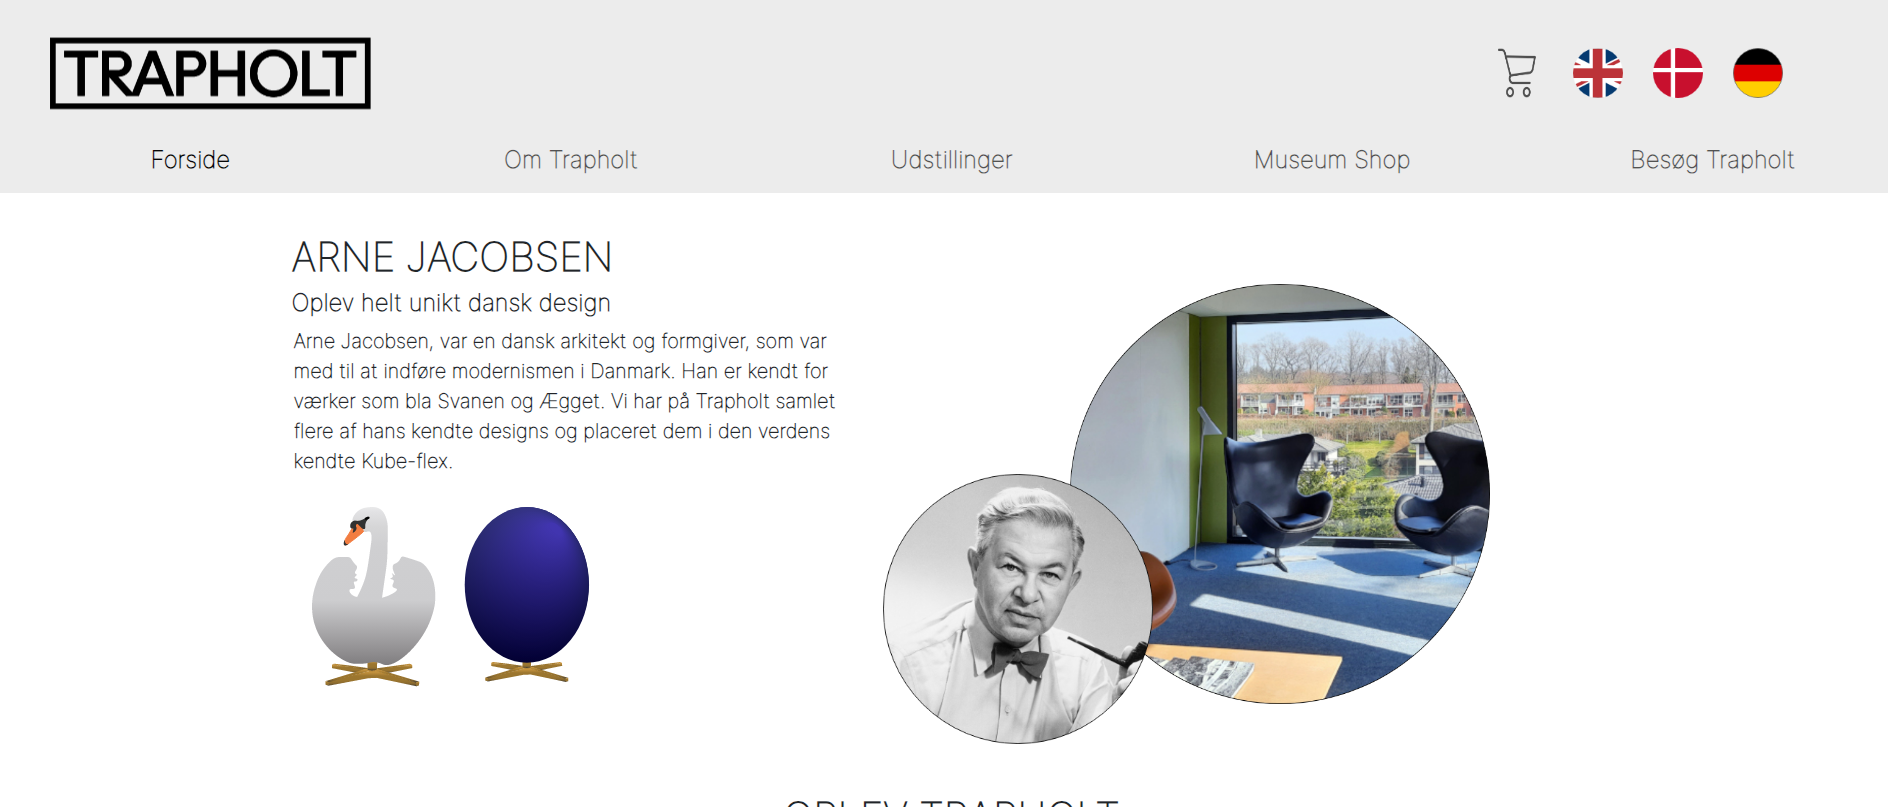 TRAPHOLT
Forside
Om Trapholt
Udstillinger
Museum Shop
Besøg Trapholt
ARNE JACOBSEN
Oplev helt unikt dansk design
Arne Jacobsen, var en dansk arkitekt og formgiver, som var
med til at indføre modernismen i Danmark. Han er kendt for
værker som bla Svanen og Ægget. Vi har på Trapholt samlet
flere af hans kendte designs og placeret dem i den verdens
kendte Kube-flex.
OPLEV TRAPHOLT